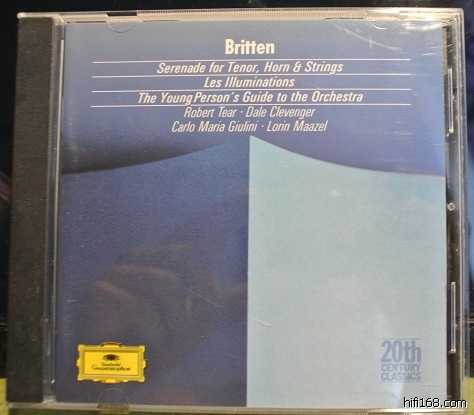 Britten
Serenade for Tenor, Horn & Strings
Les Illuminations
The Young Person's Guide to the Orchestra
Robert Tear · Dale Clevenger
Carlo Maria Giulini · Lorin Maazel
Deutsche
Grammophon
20th
CENTURY
CLASSICS
hifi168.com